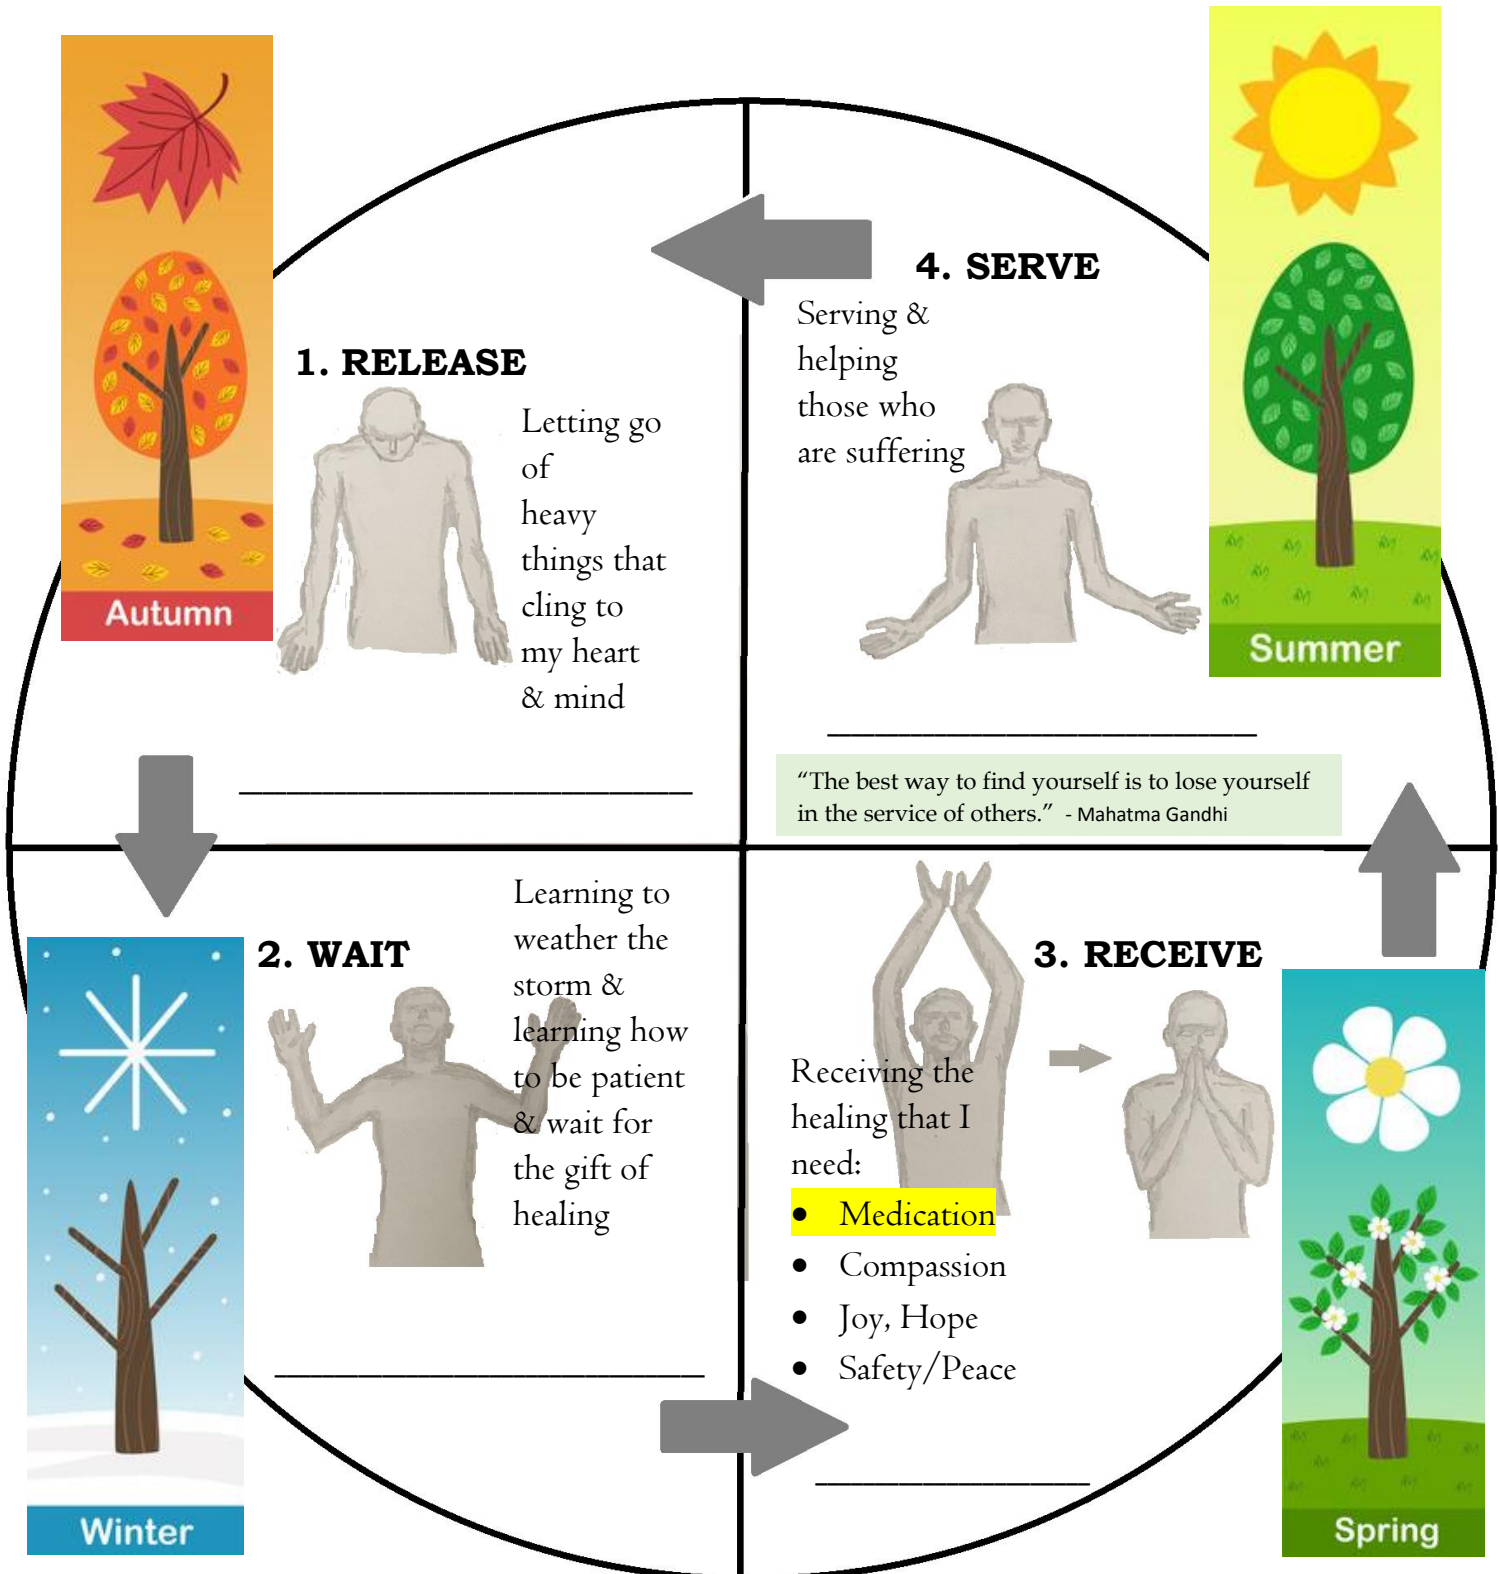 1. RELEASE
Letting go
of
heavy
things that
cling to
my heart
& mind
Autumn
4. SERVE
Serving &
helping
those who
are suffering
Summer
“The best way to find yourself is to lose yourself
in the service of others.” - Mahatma Gandhi
2. WAIT
Learning to
weather the
storm &
learning how
to be patient
& wait for
the gift of
healing
Winter
3. RECEIVE
Receiving the
healing that I
need:
• Medication
• Compassion
• Joy, Hope
• Safety/Peace
Spring